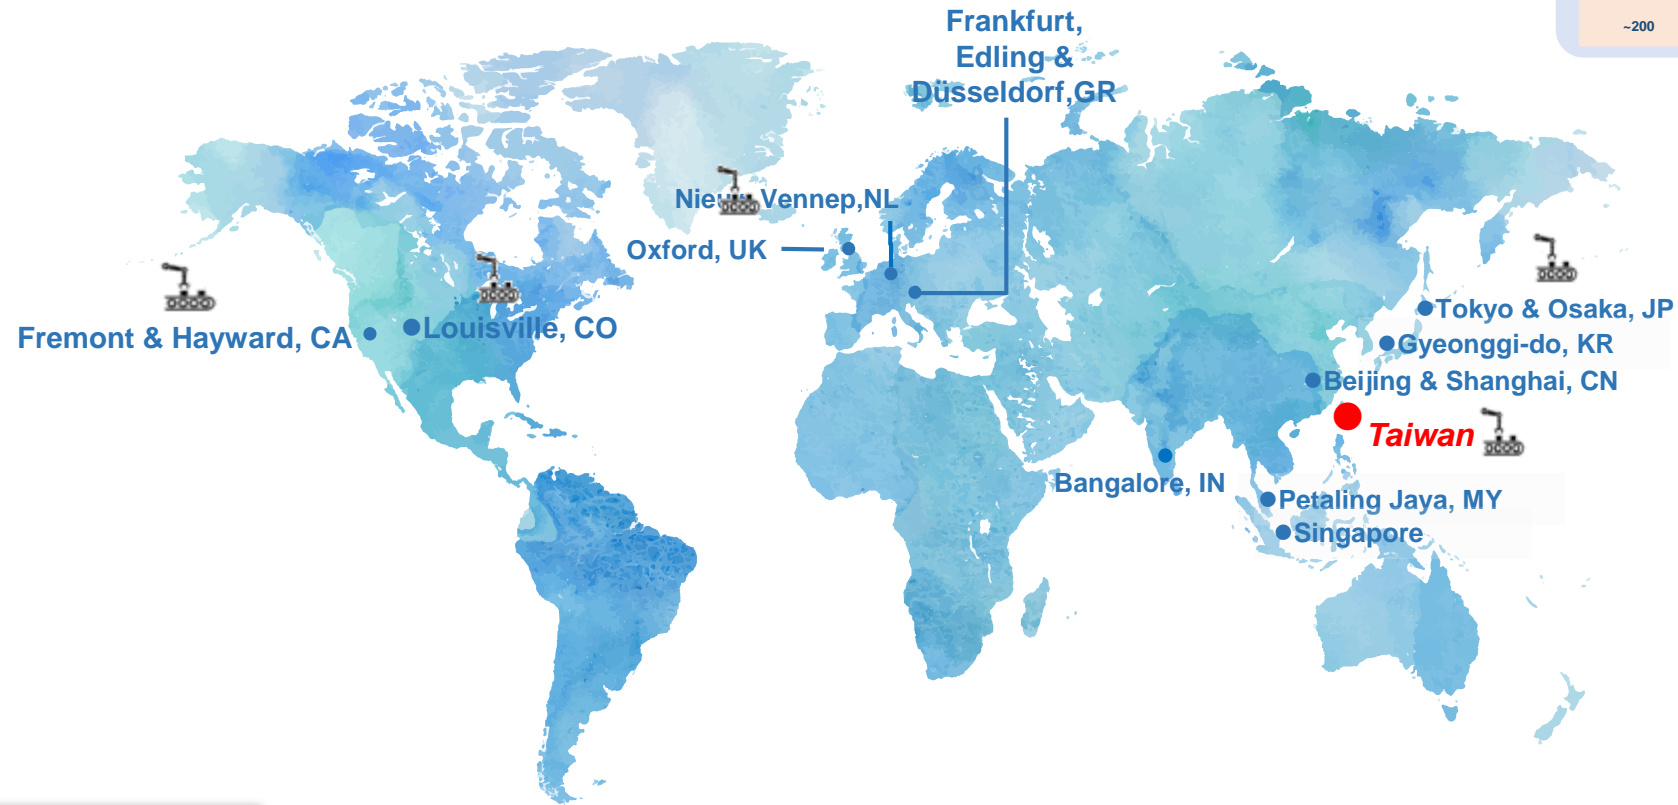 Frankfurt,
Edling &
Düsseldorf,GR
~200
Vennep,NL
Oxford, UK
Fremont & Hayward, CA
Louisville, CO
Tokyo & Osaka, JP
Gyeonggi-do, KR
Beijing & Shanghai, CN
Taiwan
Bangalore, IN
Petaling Jaya, MY
Singapore